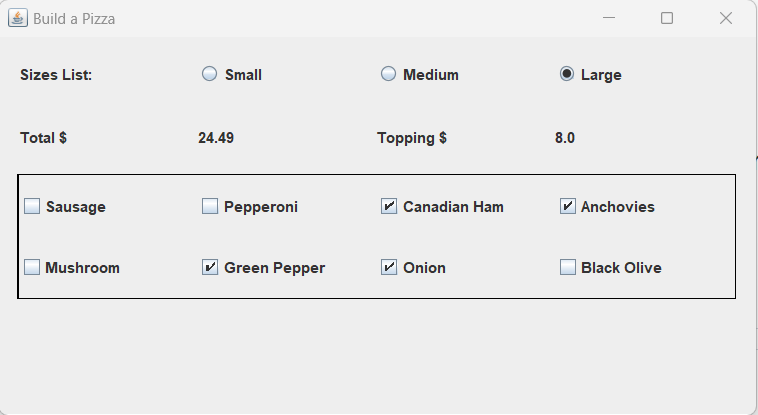 Build a Pizza
Sizes List: Small Medium Large
Total $ 24.49 Topping $ 8.0
Sausage Pepperoni Canadian Ham Anchovies
Mushroom Green Pepper Onion Black Olive